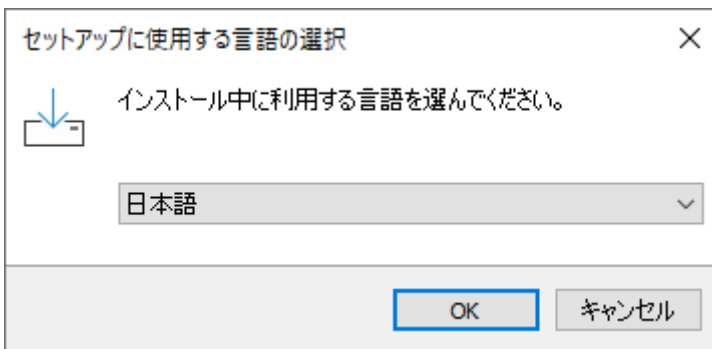 セットアップに使用する言語の選択
インストール中に利用する言語を選んでください。
日本語
OK
キャンセル